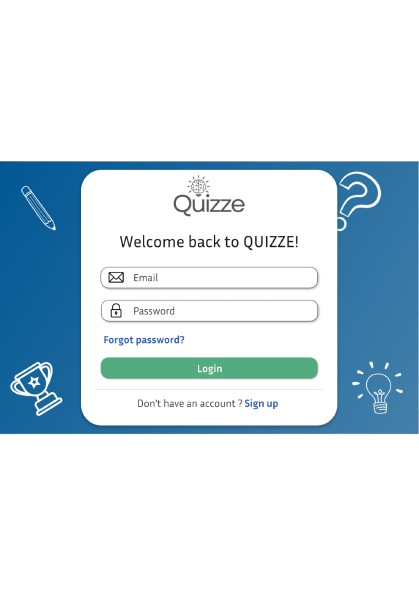 Quizze
Welcome back to QUIZZE!
Email
Password
Forgot password?
Login
Don't have an account ? Sign up